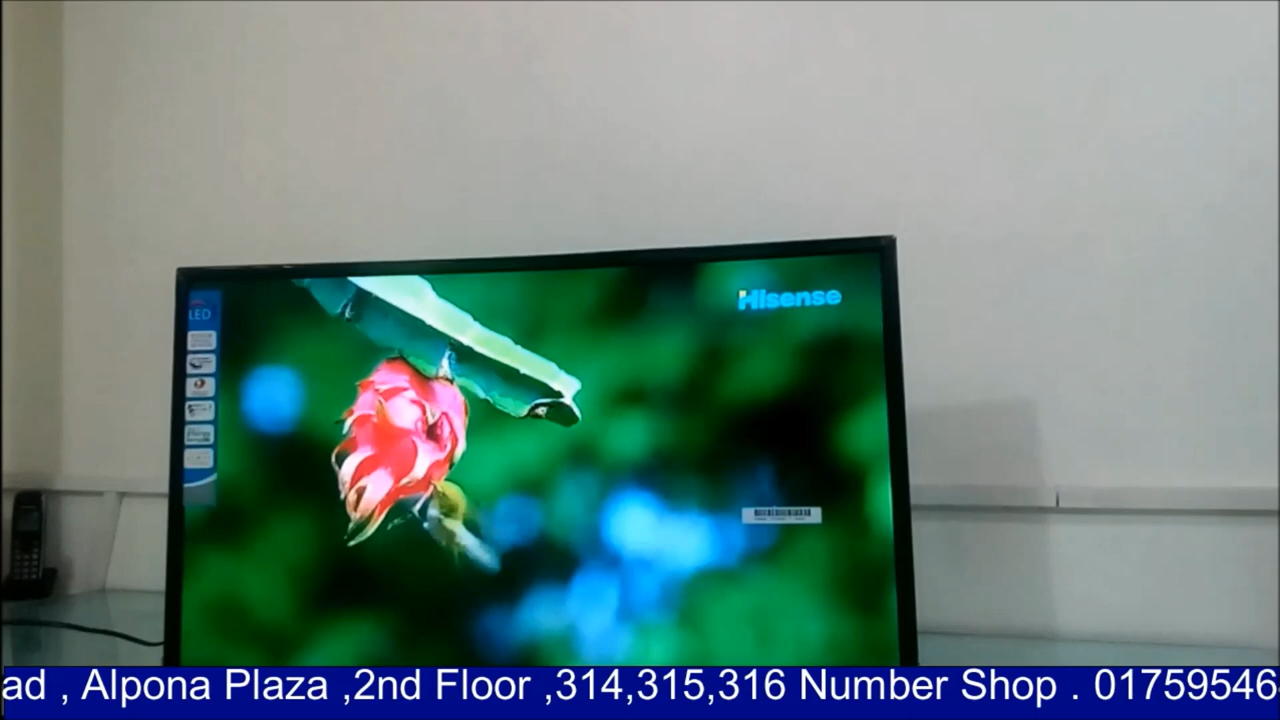 Hisense
LED
ad , Alpona Plaza ,2nd Floor ,314,315,316 Number Shop . 01759546